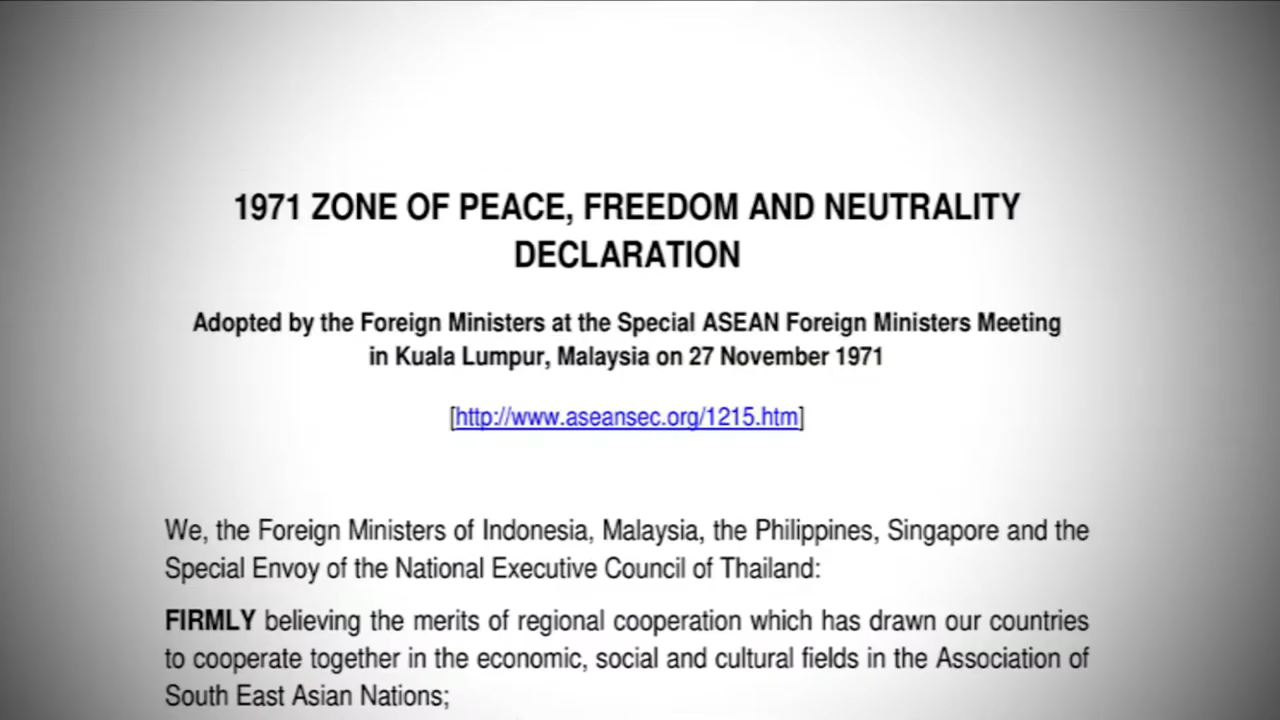 1971 ZONE OF PEACE, FREEDOM AND NEUTRALITY
DECLARATION
Adopted by the Foreign Ministers at the Special ASEAN Foreign Ministers Meeting
in Kuala Lumpur, Malaysia on 27 November 1971
[http://www.aseansec.org/1215.htm]
We, the Foreign Ministers of Indonesia, Malaysia, the Philippines, Singapore and the
Special Envoy of the National Executive Council of Thailand:
FIRMLY believing the merits of regional cooperation which has drawn our countries
to cooperate together in the economic, social and cultural fields in the Association of
South East Asian Nations;